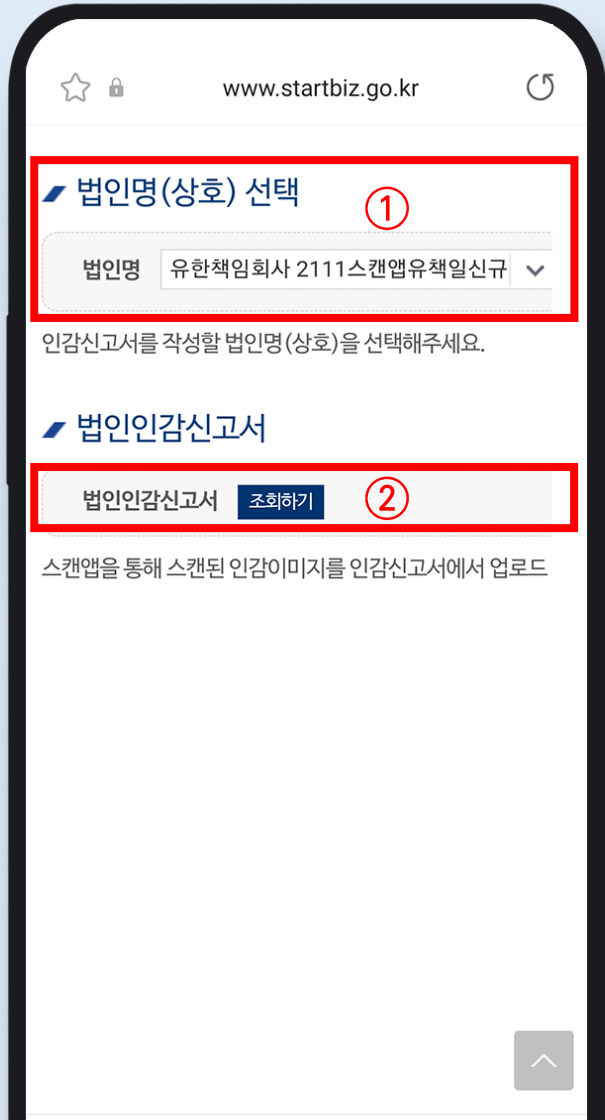 www.startbiz.go.kr
법인명(상호) 선택
①
법인명 유한책임회사 2111스캔앱유책일신규
인감신고서를 작성할 법인명(상호)을 선택해주세요.
법인인감신고서
법인인감신고서 조회하기 ②
스캔앱을 통해 스캔된 인감이미지를 인감신고서에서 업로드